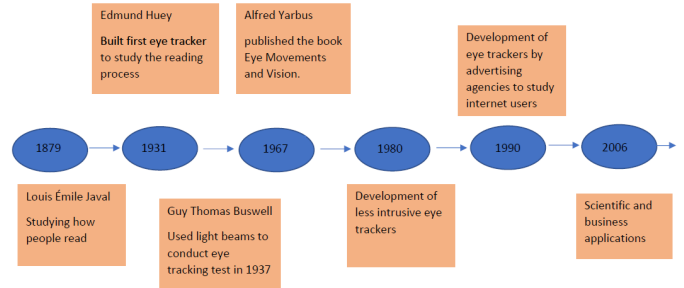 Edmund Huey
Built first eye tracker
to study the reading
process
Alfred Yarbus
published the book
Eye Movements
and Vision.
Development of
eye trackers by
advertising
agencies to study
internet users
1879
1931
1967
1980
1990
2006
Louis Émile Javal
Studying how
people read
Guy Thomas Buswell
Used light beams to
conduct eye
tracking test in 1937
Development of
less intrusive eye
trackers
Scientific and
business
applications